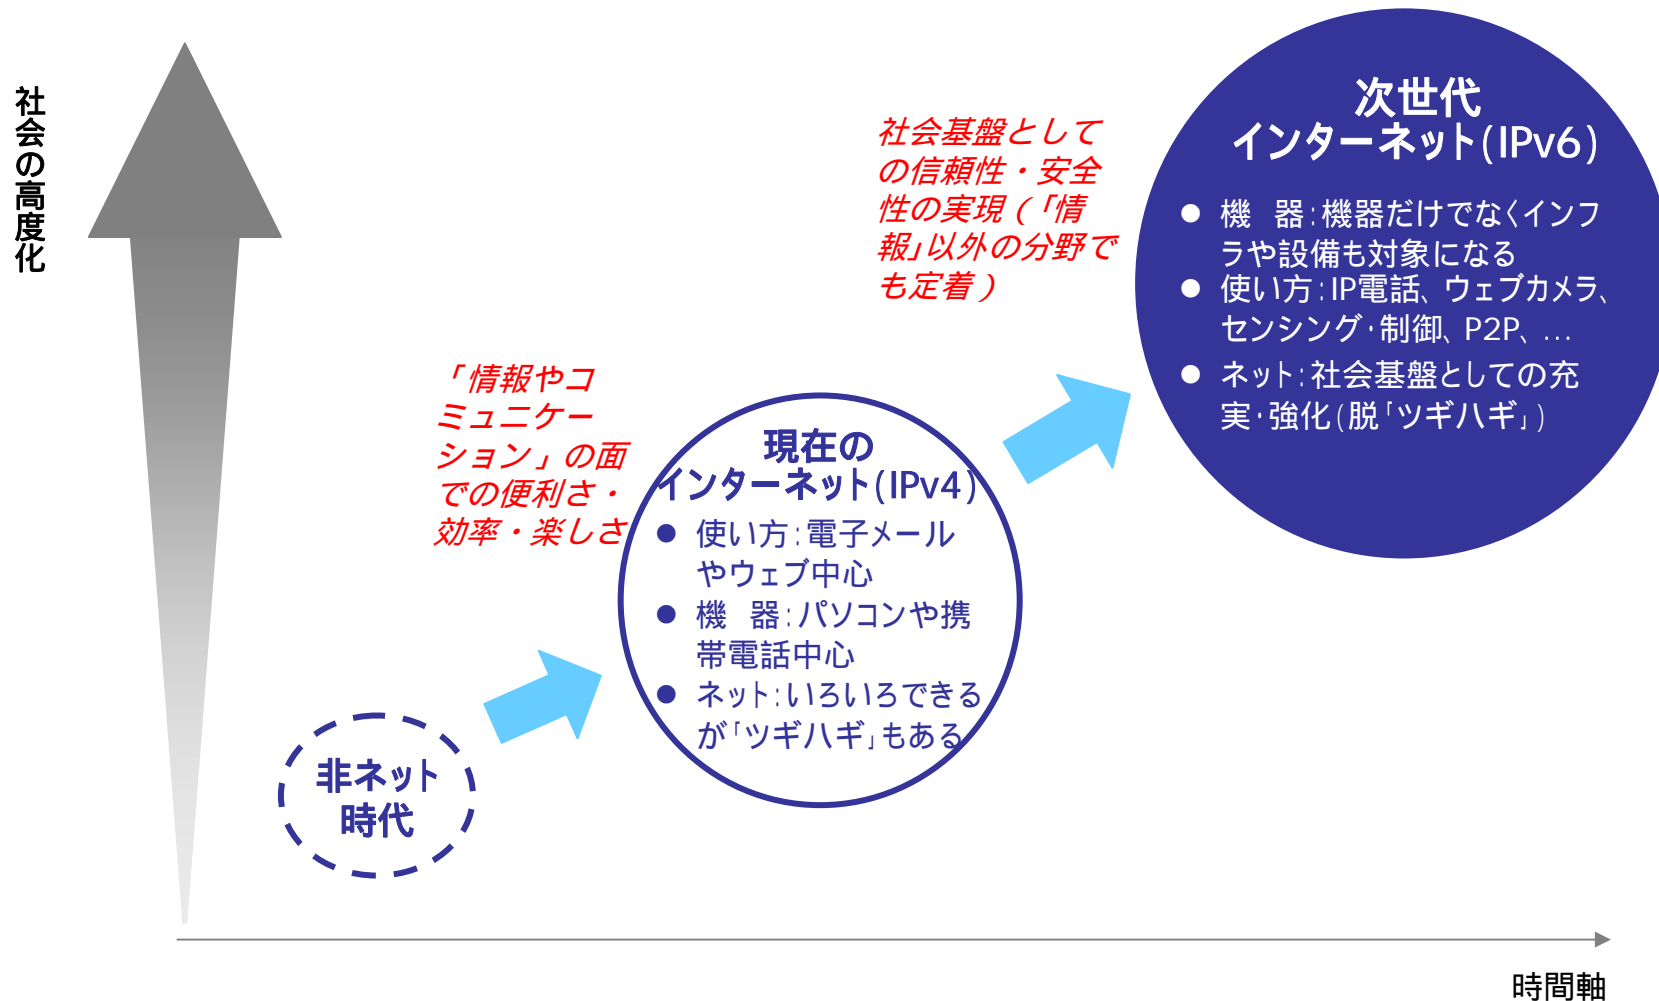 社会の高度化
次世代
インターネット(IPv6)
● 機　器:機器だけでなくインフ
ラや設備も対象になる
● 使い方:IP電話、ウェブカメラ、
センシング・制御、P2P、…
● ネット:社会基盤としての充
実・強化(脱「ツギハギ」)
社会基盤として
の信頼性・安全
性の実現（「情
報」以外の分野で
も定着）
「情報やコ
ミュニケー
ション」の面
での便利さ・
効率・楽しさ
現在の
インターネット(IPv4)
● 使い方:電子メール
やウェブ中心
● 機　器:パソコンや携
帯電話中心
● ネット:いろいろできる
が「ツギハギ」もある
非ネット
時代
時間軸